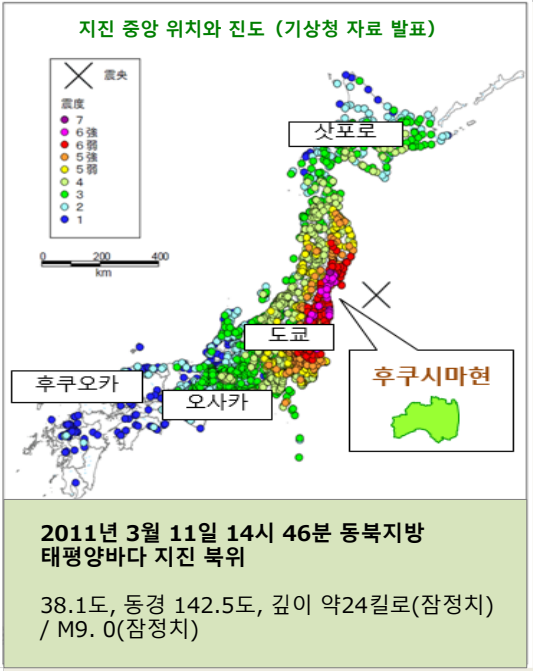 지진 중앙 위치와 진도 (기상청 자료 발표)
震央
震度
7
6強
6弱
5強
5弱
4
3
2
1
0 200 400
km
삿포로
도쿄
후쿠오카
오사카
후쿠시마현
2011년 3월 11일 14시 46분 동북지방
태평양바다 지진 북위
38.1도, 동경 142.5도, 깊이 약24킬로(잠정치)
/ M9. 0(잠정치)